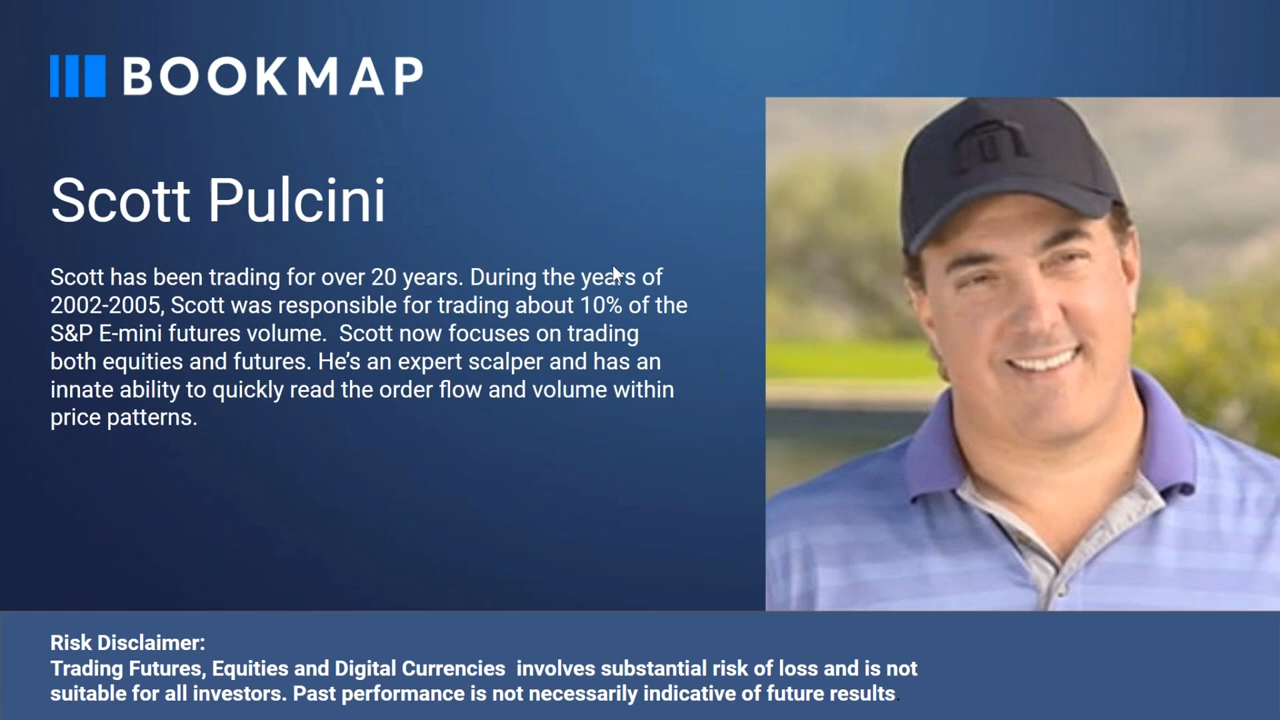 BOOKMAP
Scott Pulcini
Scott has been trading for over 20 years. During the years of
2002-2005, Scott was responsible for trading about 10% of the
S&P E-mini futures volume.  Scott now focuses on trading
both equities and futures. He’s an expert scalper and has an
innate ability to quickly read the order flow and volume within
price patterns.
Risk Disclaimer:
Trading Futures, Equities and Digital Currencies  involves substantial risk of loss and is not
suitable for all investors. Past performance is not necessarily indicative of future results.